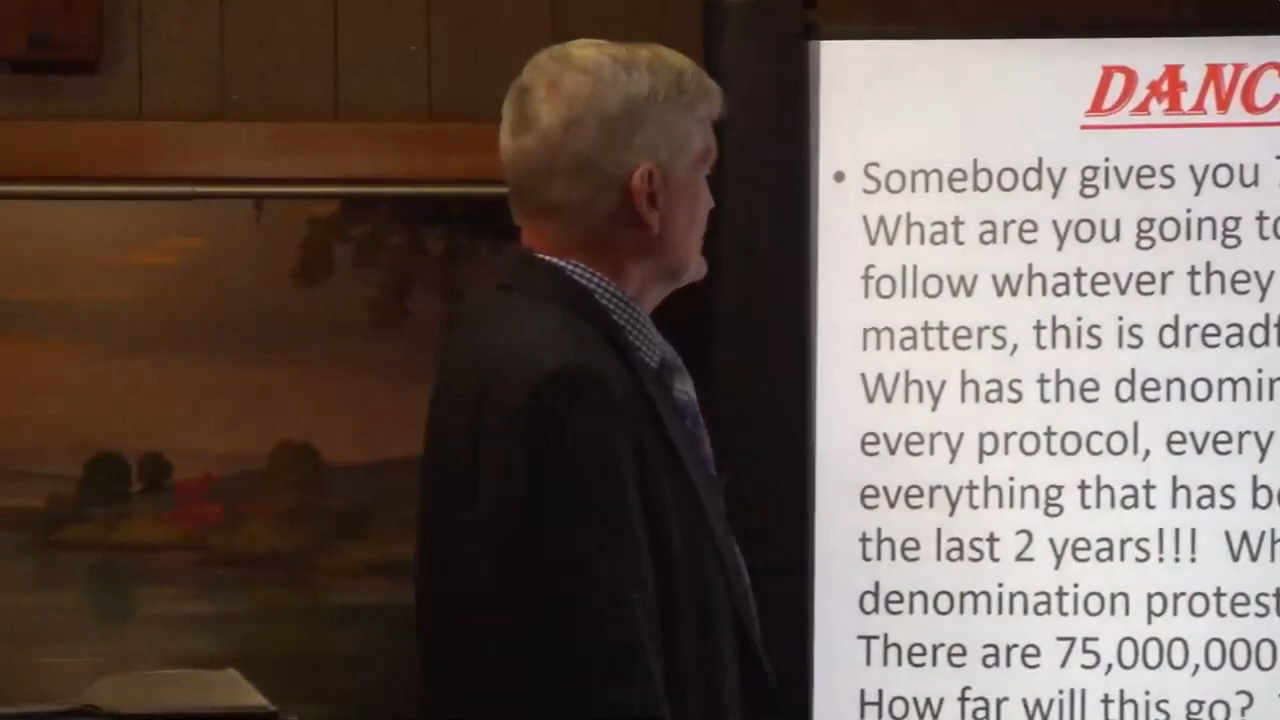 DANC
• Somebody gives you
What are you going to
follow whatever they
matters, this is dreadf
Why has the denomin
every protocol, every
everything that has be
the last 2 years!!! Wh
denomination protest
There are 75,000,000
How far will this go?